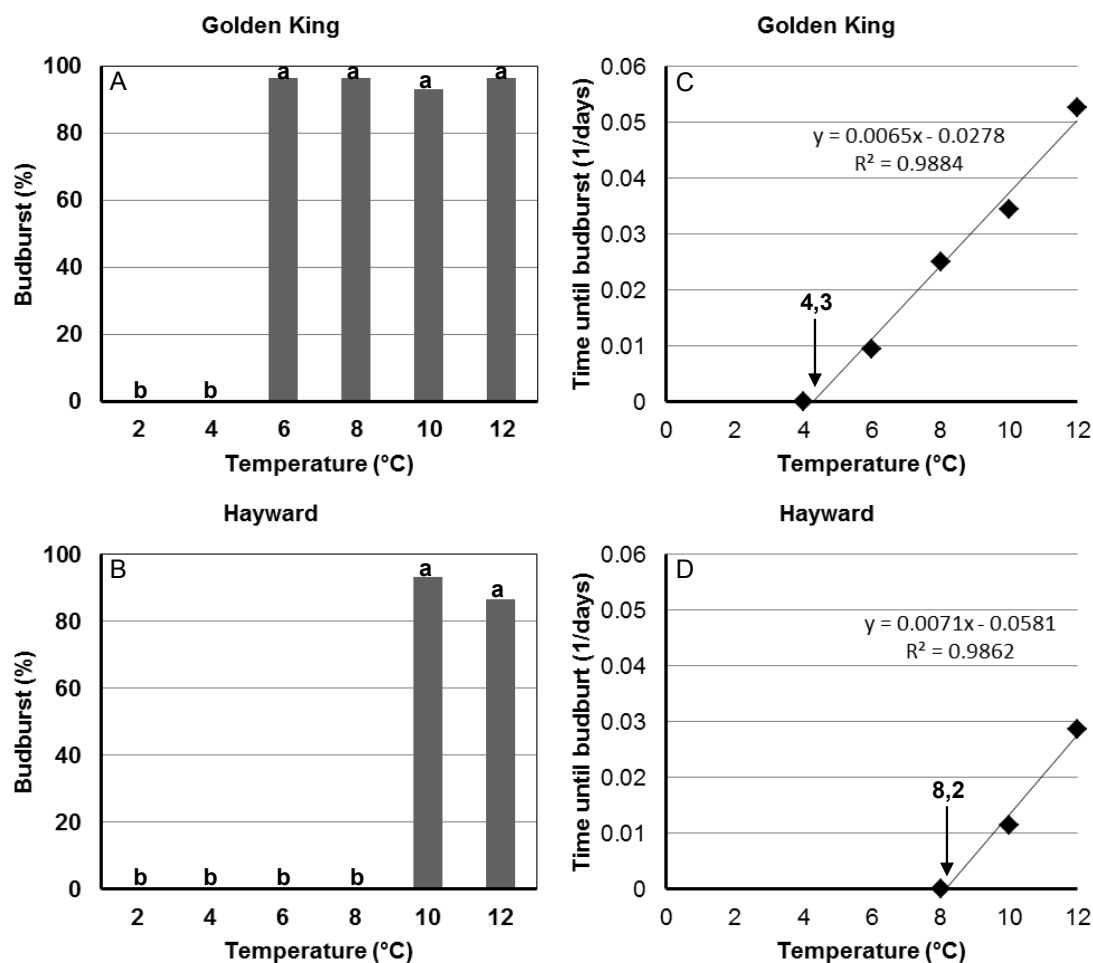 Golden King
A
100
80
60
40
20
0
Budburst (%)
b b a a a a
2 4 6 8 10 12
Temperature (°C)
Golden King
C
0.06
0.05
0.04
0.03
0.02
0.01
0
Time until budburst (1/days)
y = 0.0065x - 0.0278
R² = 0.9884
4,3
0 2 4 6 8 10 12
Temperature (°C)
Hayward
B
100
80
60
40
20
0
Budburst (%)
b b b b a a
2 4 6 8 10 12
Temperature (°C)
Hayward
D
0.06
0.05
0.04
0.03
0.02
0.01
0
Time until budburt (1/days)
y = 0.0071x - 0.0581
R² = 0.9862
8,2
0 2 4 6 8 10 12
Temperature (°C)